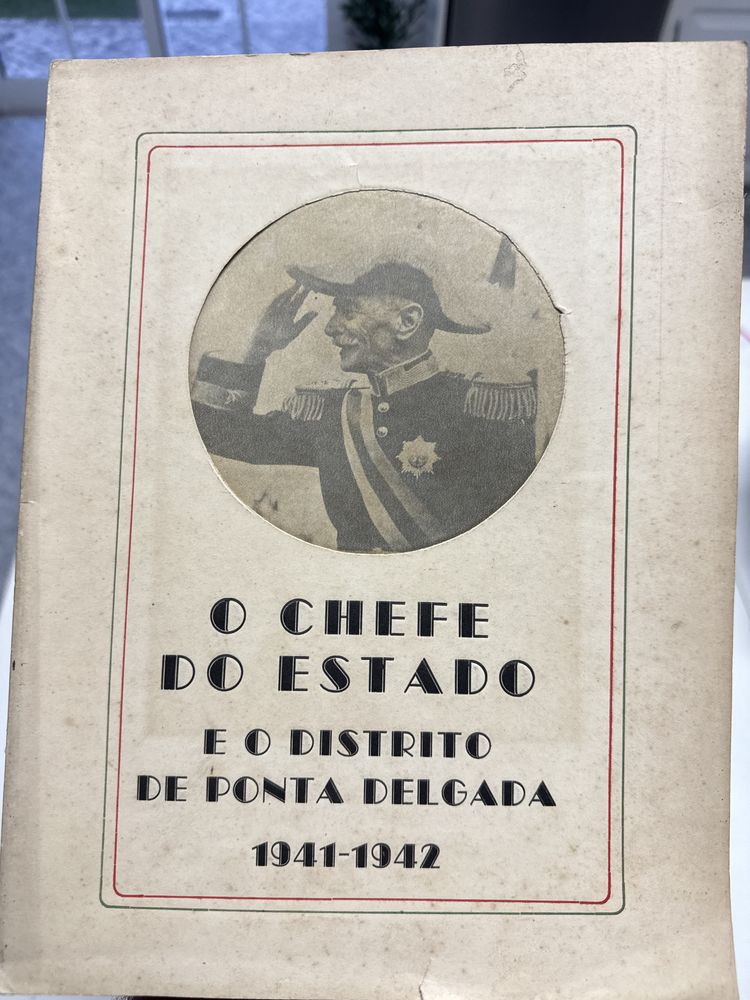 O CHEFE
DO ESTADO
E O DISTRITO
DE PONTA DELGADA
1941-1942